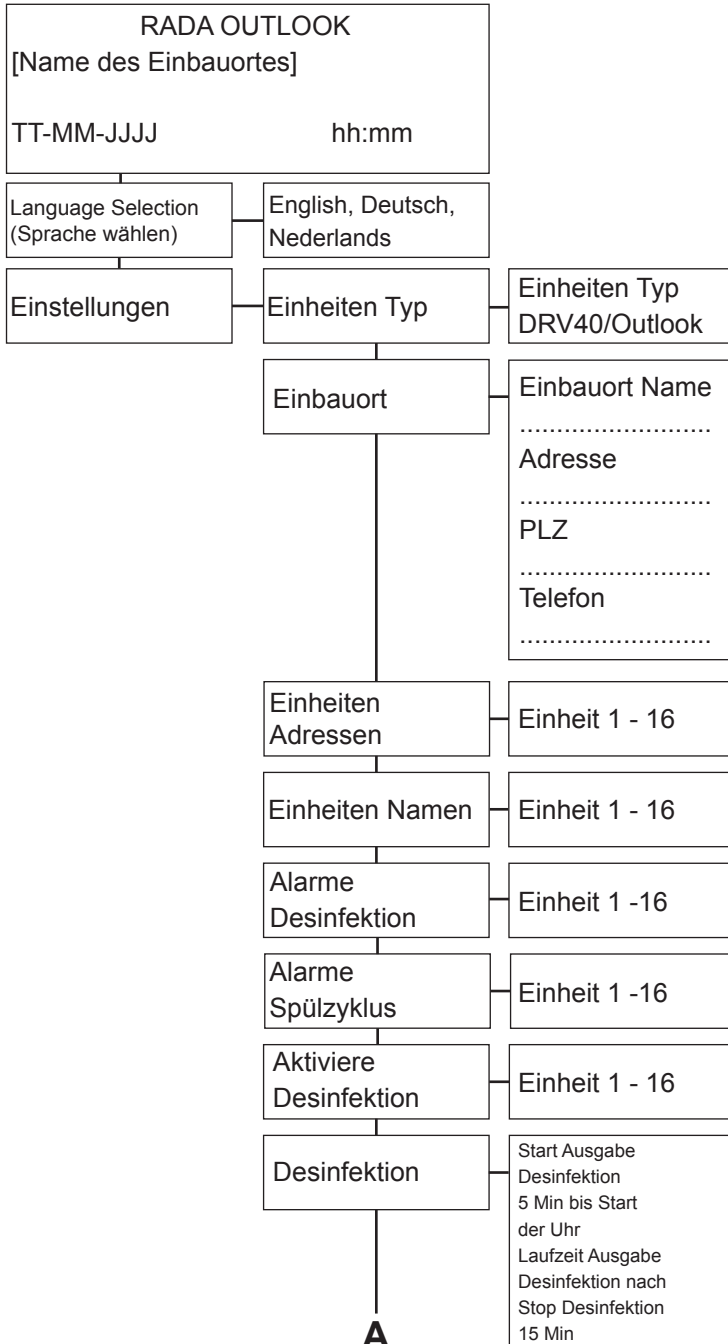 RADA OUTLOOK
[Name des Einbauortes]
TT-MM-JJJJ hh:mm
Language Selection
(Sprache wählen)
English, Deutsch,
Nederlands
Einstellungen
Einheiten Typ
Einheiten Typ
DRV40/Outlook
Einbauort
Einbauort Name
..........................
Adresse
..........................
PLZ
..........................
Telefon
..........................
Einheiten
Adressen
Einheit 1 - 16
Einheiten Namen
Einheit 1 - 16
Alarme
Desinfektion
Einheit 1 -16
Alarme
Spülzyklus
Einheit 1 -16
Aktiviere
Desinfektion
Einheit 1 - 16
Desinfektion
Start Ausgabe
Desinfektion
5 Min bis Start
der Uhr
Laufzeit Ausgabe
Desinfektion nach
Stop Desinfektion
15 Min
A